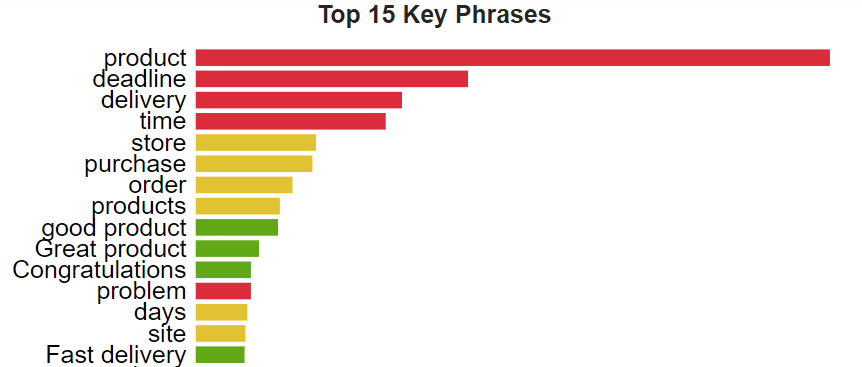 Top 15 Key Phrases
product
deadline
delivery
time
store
purchase
order
products
good product
Great product
Congratulations
problem
days
site
Fast delivery